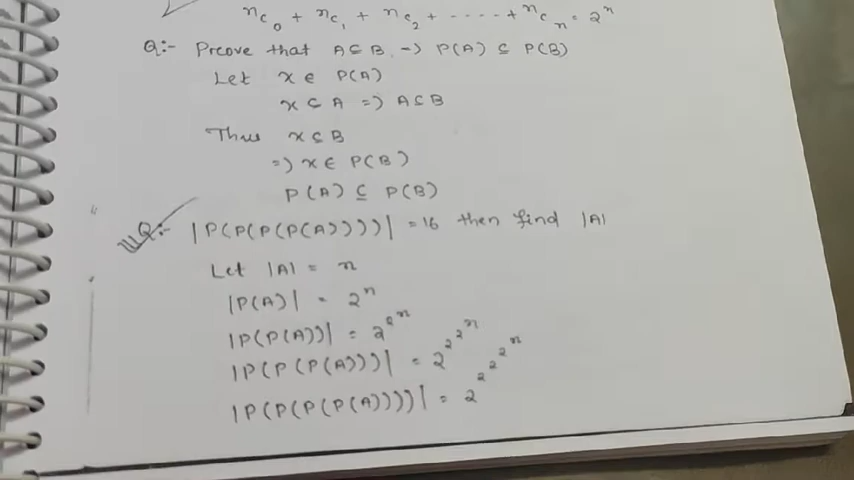 ⁿc₀ + ⁿc₁ + ⁿc₂ + ----- + ⁿcₙ = 2ⁿ
Q:- Prove that A⊆B → P(A) ⊆ P(B)
Let x ∈ P(A)
x ⊂ A => A⊆B
Thus x⊆B
=> x ∈ P(B)
P(A) ⊆ P(B)
Q:- |P(P(P(P(A))))| = 16 then find |A|
Let |A| = n
|P(A)| = 2^n
|P(P(A))| = 2^2^n
|P(P(P(A)))| = 2^2^2^n
|P(P(P(P(A))))| = 2^2^2^2^n